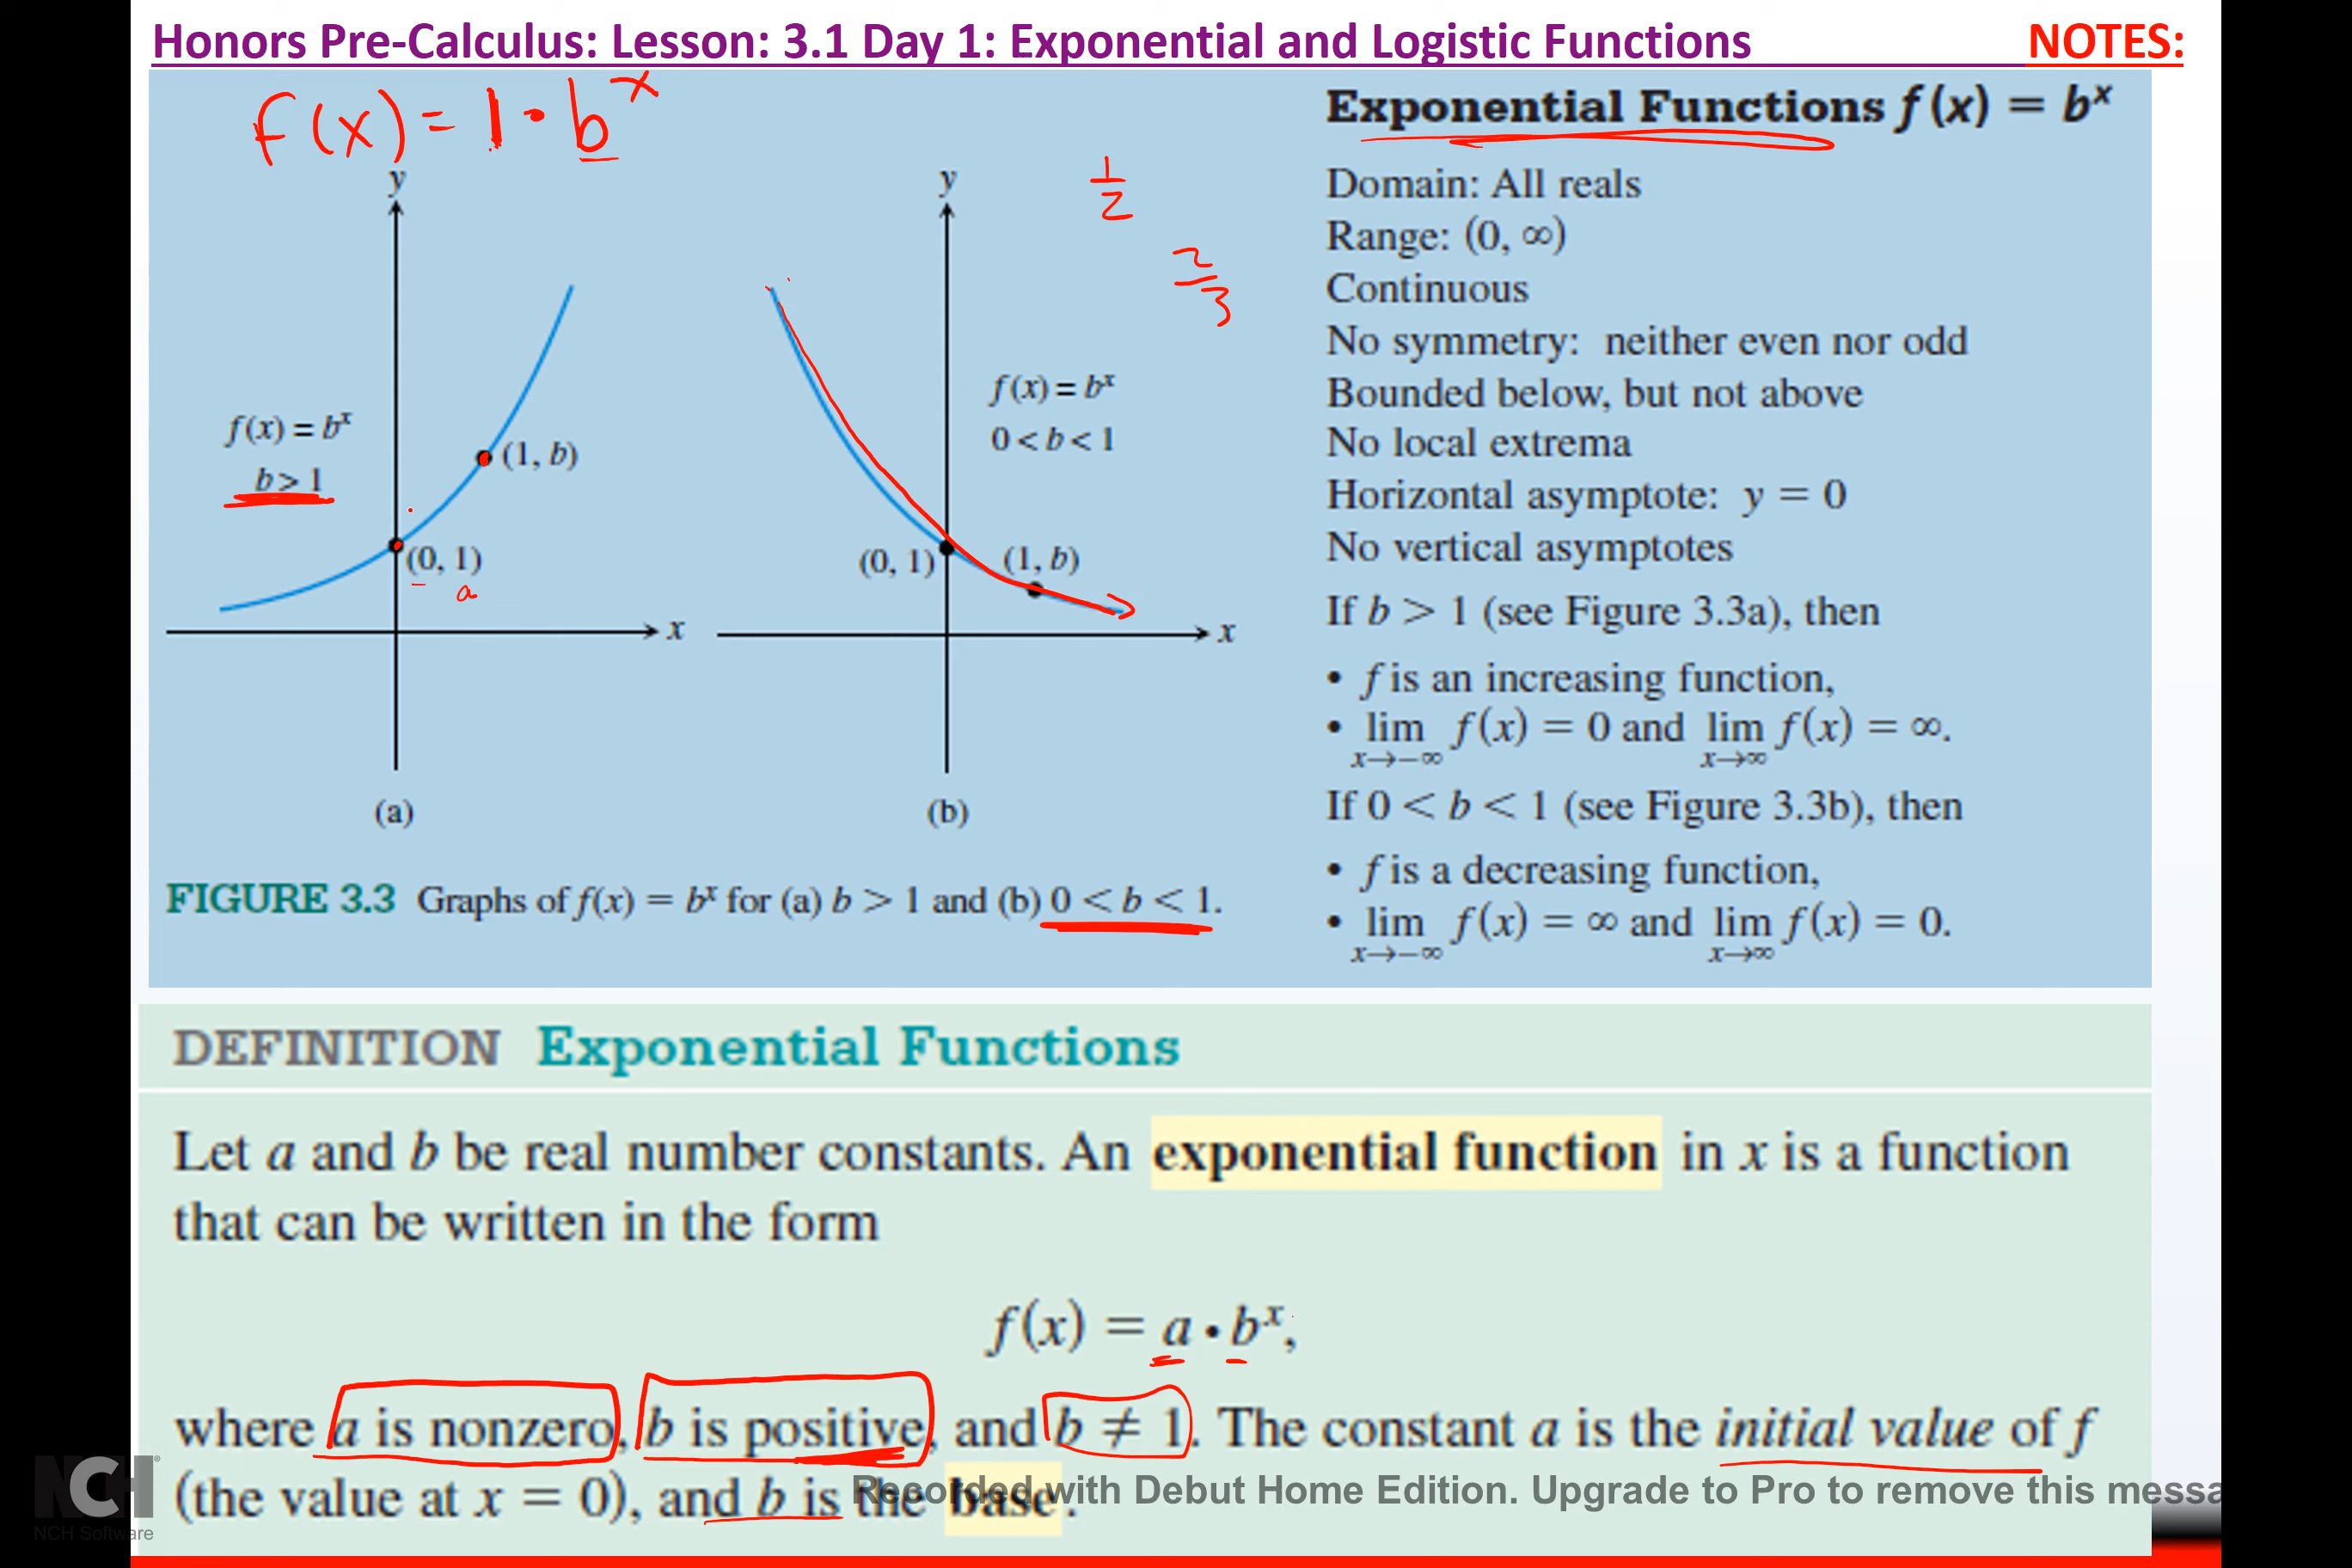 Honors Pre-Calculus: Lesson: 3.1 Day 1: Exponential and Logistic Functions NOTES:
f(x) = 1 · b^x
y
f(x) = b^x
b > 1
(1, b)
(0, 1)
a
x
(a)
y
1/2
2/3
f(x) = b^x
0 < b < 1
(0, 1)
(1, b)
x
(b)
FIGURE 3.3 Graphs of f(x) = b^x for (a) b > 1 and (b) 0 < b < 1.
Exponential Functions f(x) = b^x
Domain: All reals
Range: (0, ∞)
Continuous
No symmetry: neither even nor odd
Bounded below, but not above
No local extrema
Horizontal asymptote: y = 0
No vertical asymptotes
If b > 1 (see Figure 3.3a), then
• f is an increasing function,
• lim x→−∞ f(x) = 0 and lim x→∞ f(x) = ∞.
If 0 < b < 1 (see Figure 3.3b), then
• f is a decreasing function,
• lim x→−∞ f(x) = ∞ and lim x→∞ f(x) = 0.
DEFINITION Exponential Functions
Let a and b be real number constants. An exponential function in x is a function
that can be written in the form
f(x) = a · b^x,
where a is nonzero, b is positive, and b ≠ 1. The constant a is the initial value of f
(the value at x = 0), and b is the base.
Recorded with Debut Home Edition. Upgrade to Pro to remove this messa
NCH
NCH Software